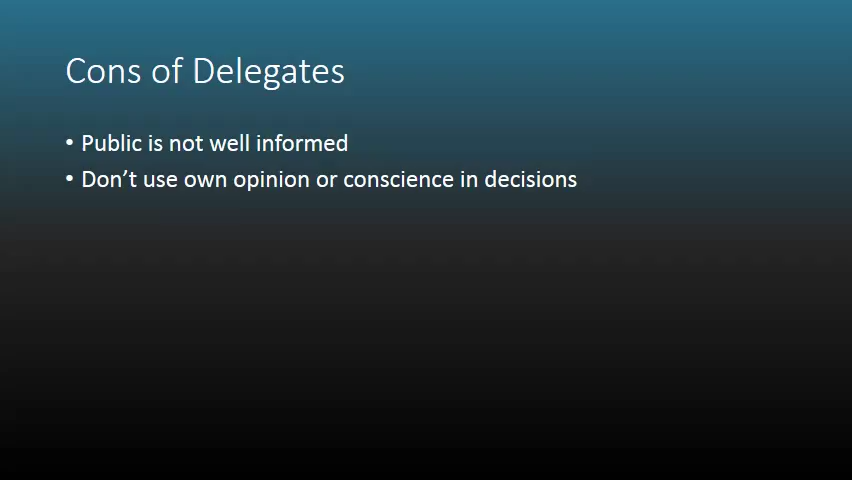 Cons of Delegates
• Public is not well informed
• Don’t use own opinion or conscience in decisions